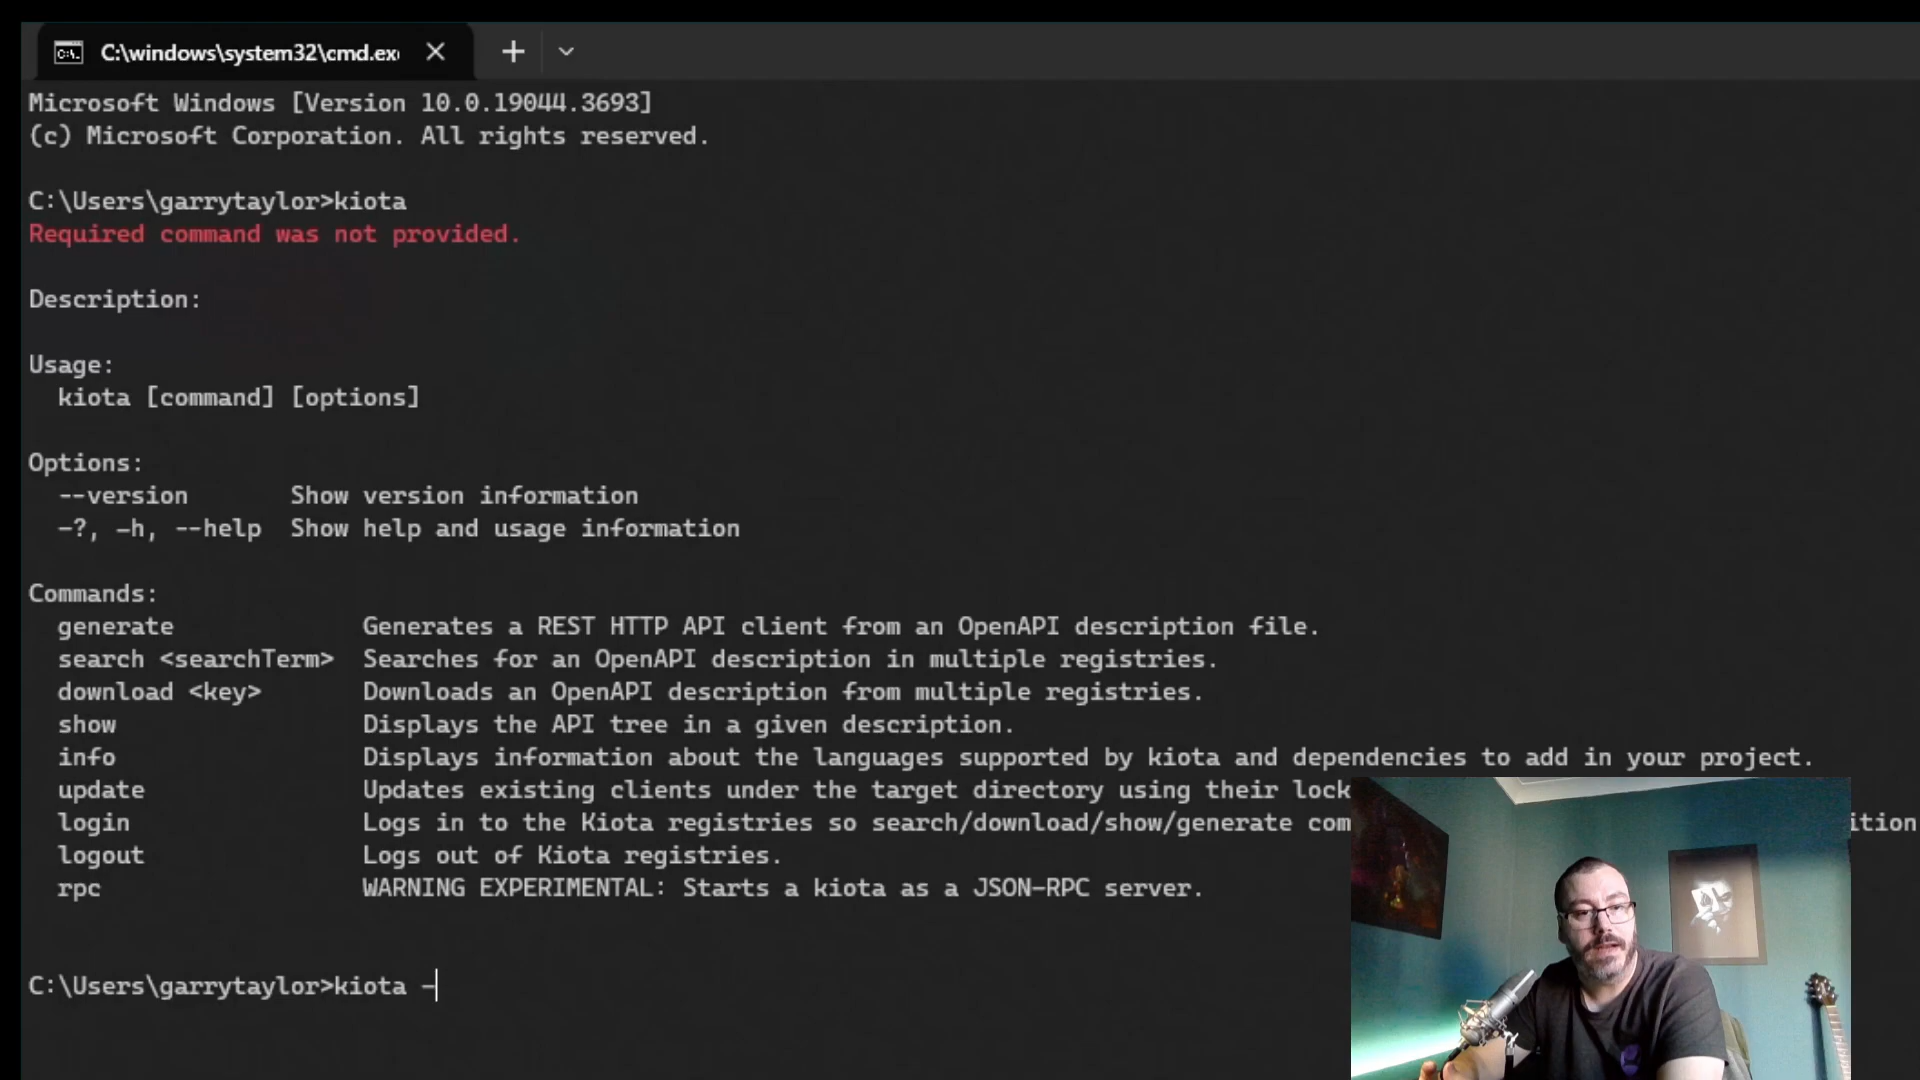 C:\windows\system32\cmd.ex
Microsoft Windows [Version 10.0.19044.3693]
(c) Microsoft Corporation. All rights reserved.
C:\Users\garrytaylor>kiota
Required command was not provided.
Description:
Usage:
kiota [command] [options]
Options:
--version Show version information
-?, -h, --help Show help and usage information
Commands:
generate Generates a REST HTTP API client from an OpenAPI description file.
search <searchTerm> Searches for an OpenAPI description in multiple registries.
download <key> Downloads an OpenAPI description from multiple registries.
show Displays the API tree in a given description.
info Displays information about the languages supported by kiota and dependencies to add in your project.
update Updates existing clients under the target directory using their lock
login Logs in to the Kiota registries so search/download/show/generate com ition
logout Logs out of Kiota registries.
rpc WARNING EXPERIMENTAL: Starts a kiota as a JSON-RPC server.
C:\Users\garrytaylor>kiota -